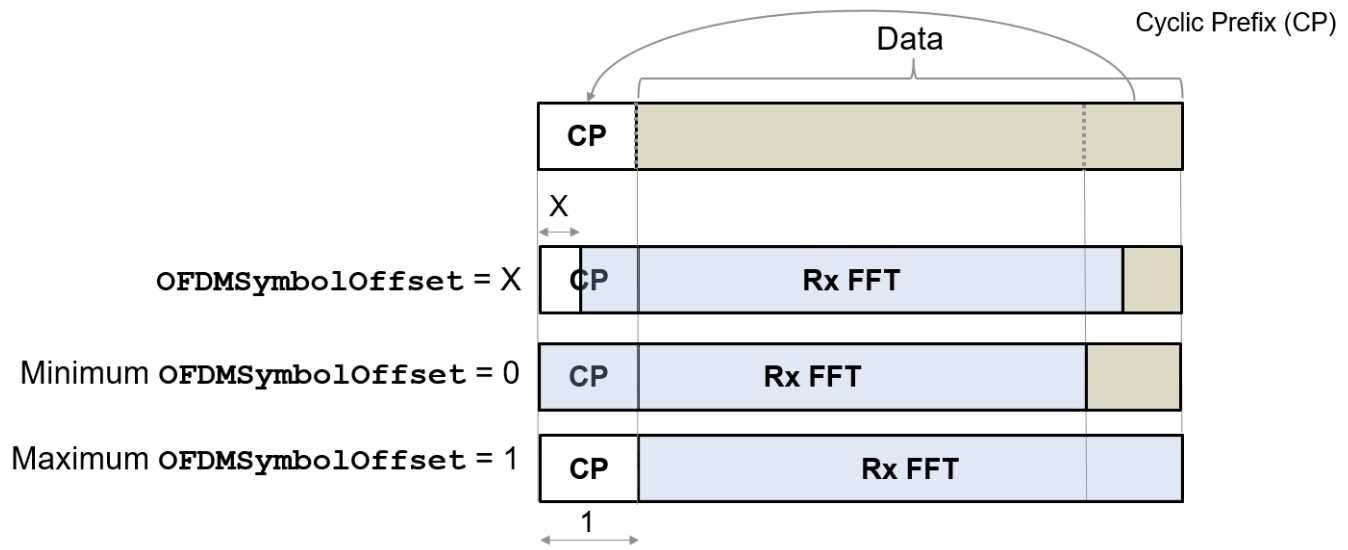 Cyclic Prefix (CP)
Data
CP
X
OFDMSymbolOffset = X
CP
Rx FFT
Minimum OFDMSymbolOffset = 0
CP
Rx FFT
Maximum OFDMSymbolOffset = 1
CP
Rx FFT
1